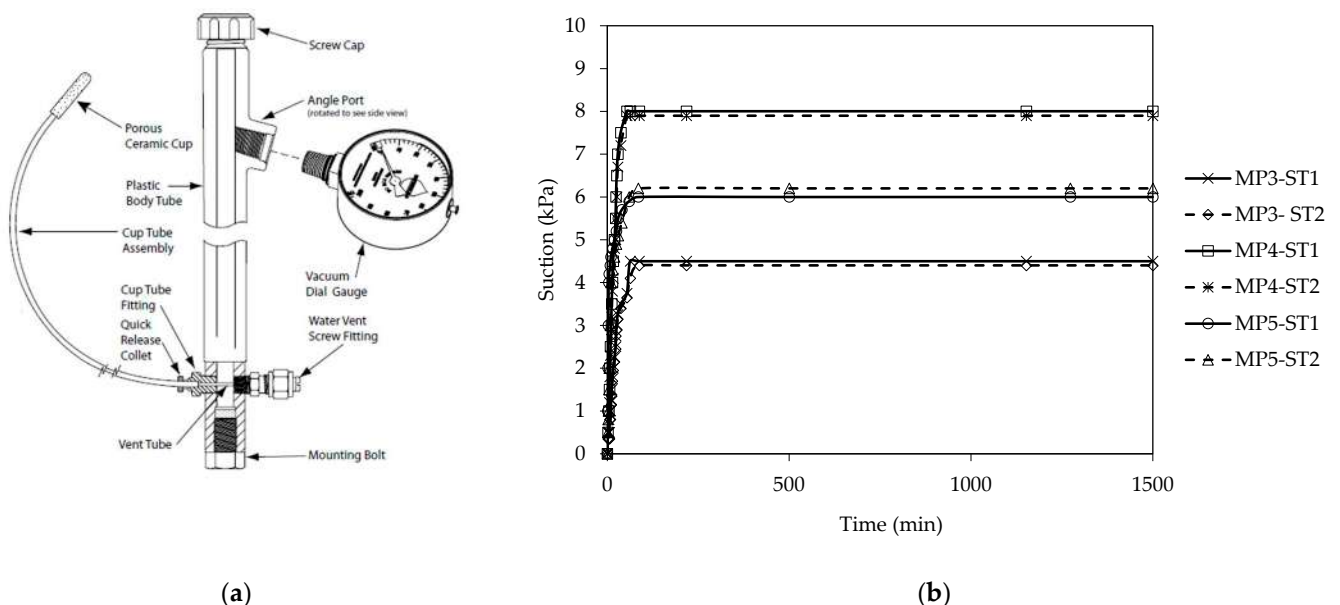 Screw Cap
Angle Port
(rotated to see side view)
Porous
Ceramic Cup
Plastic
Body Tube
Cup Tube
Assembly
Vacuum
Dial Gauge
Cup Tube
Fitting
Quick
Release
Collet
Water Vent
Screw Fitting
Vent Tube
Mounting Bolt
(a)
10
9
8
7
6
5
4
3
2
1
0
Suction (kPa)
0 500 1000 1500
Time (min)
MP3-ST1
MP3- ST2
MP4-ST1
MP4-ST2
MP5-ST1
MP5-ST2
(b)